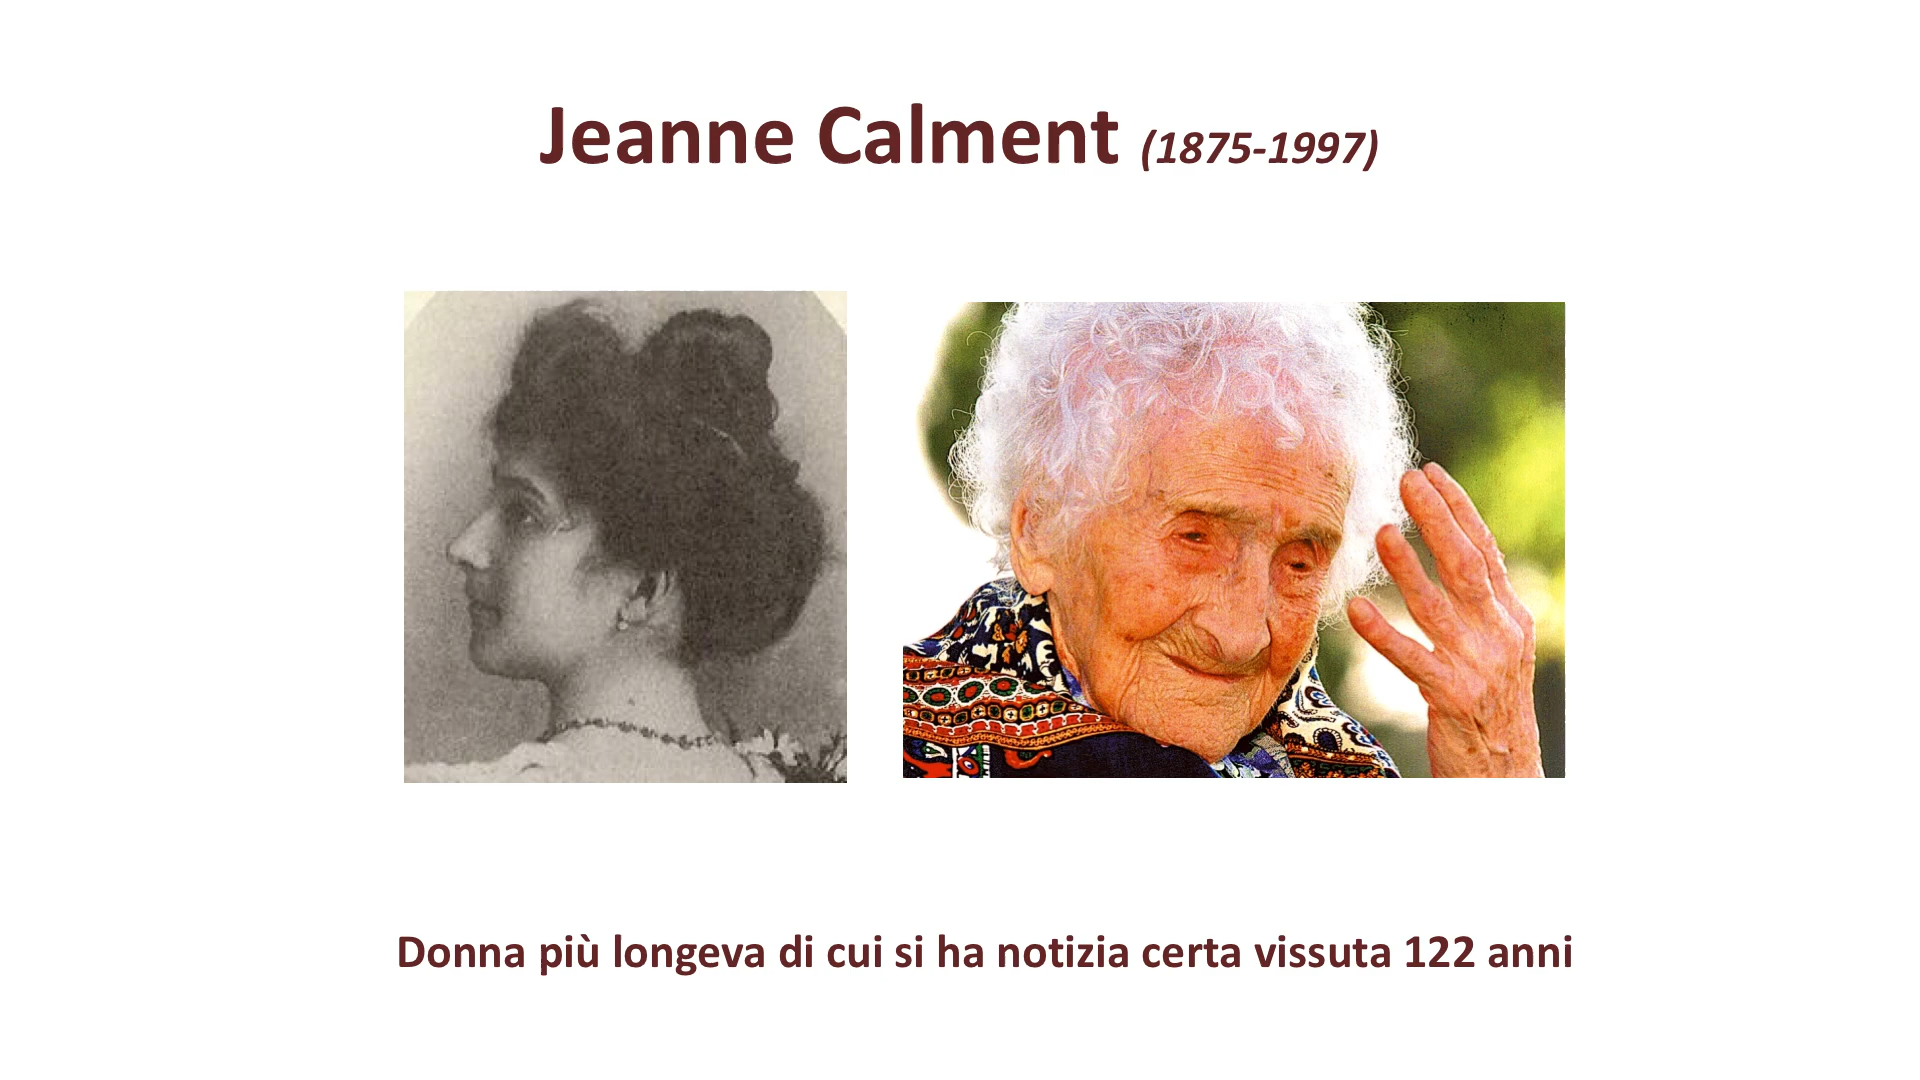 Jeanne Calment (1875-1997)
Donna più longeva di cui si ha notizia certa vissuta 122 anni